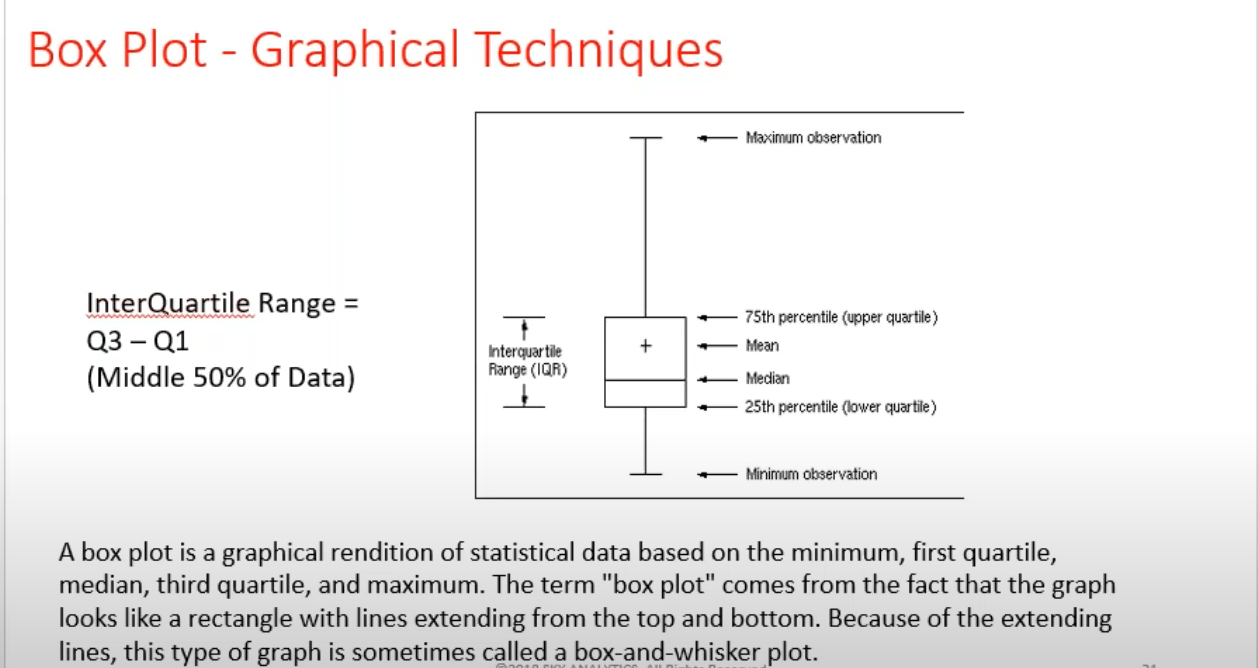 Box Plot - Graphical Techniques
Maximum observation
InterQuartile Range =
Q3 – Q1
(Middle 50% of Data)
Interquartile
Range (IQR)
+
75th percentile (upper quartile)
Mean
Median
25th percentile (lower quartile)
Minimum observation
A box plot is a graphical rendition of statistical data based on the minimum, first quartile,
median, third quartile, and maximum. The term "box plot" comes from the fact that the graph
looks like a rectangle with lines extending from the top and bottom. Because of the extending
lines, this type of graph is sometimes called a box-and-whisker plot.